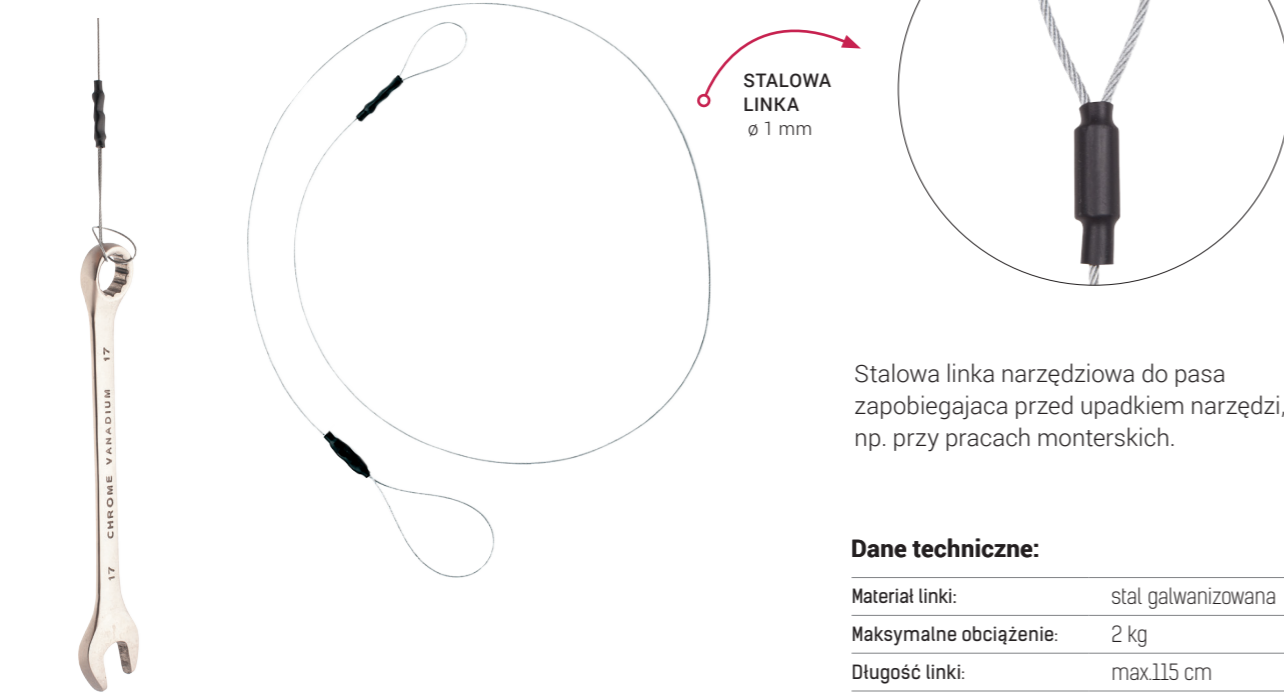 STALOWA
LINKA
ø 1 mm
17
CHROME VANADIUM
17
Stalowa linka narzędziowa do pasa
zapobiegajaca przed upadkiem narzędzi,
np. przy pracach monterskich.
Dane techniczne:
Materiał linki: stal galwanizowana
Maksymalne obciążenie: 2 kg
Długość linki: max.115 cm